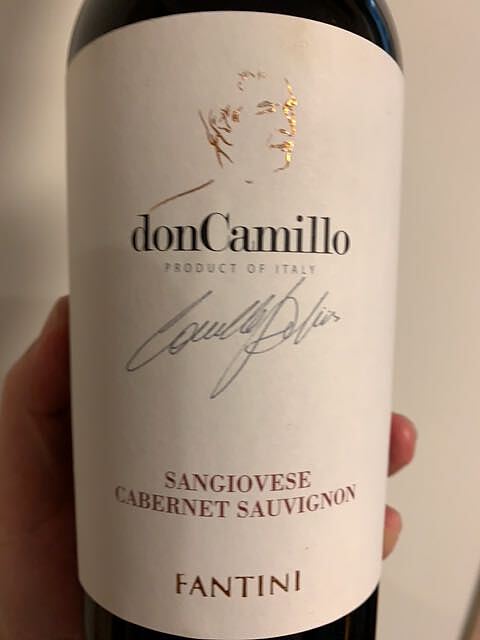 donCamillo
PRODUCT OF ITALY
SANGIOVESE
CABERNET SAUVIGNON
FANTINI